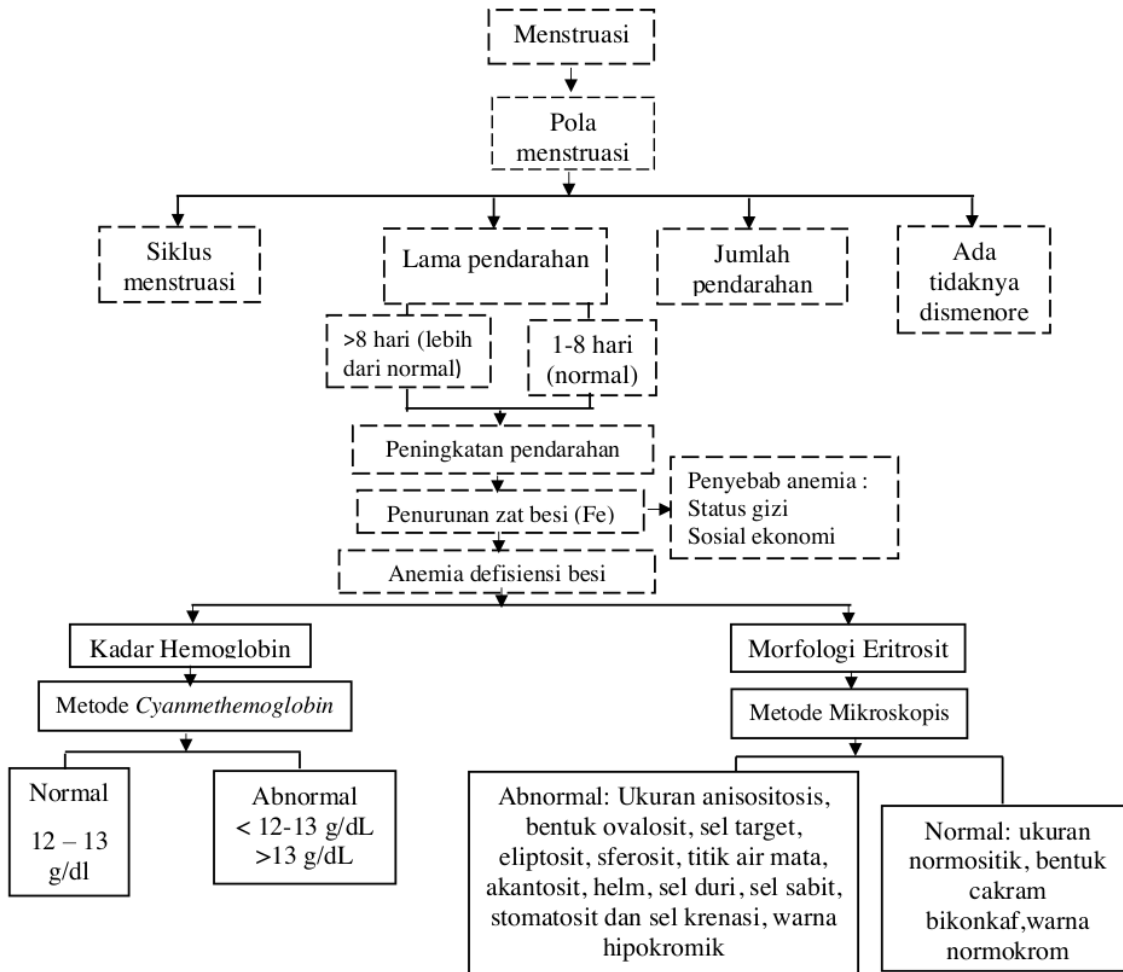 Menstruasi
Pola
menstruasi
Siklus
menstruasi
Lama pendarahan
Jumlah
pendarahan
Ada
tidaknya
dismenore
>8 hari (lebih
dari normal)
1-8 hari
(normal)
Peningkatan pendarahan
Penurunan zat besi (Fe)
Penyebab anemia :
Status gizi
Sosial ekonomi
Anemia defisiensi besi
Kadar Hemoglobin
Morfologi Eritrosit
Metode Cyanmethemoglobin
Metode Mikroskopis
Normal
12 – 13
g/dl
Abnormal
< 12-13 g/dL
>13 g/dL
Abnormal: Ukuran anisositosis,
bentuk ovalosit, sel target,
eliptosit, sferosit, titik air mata,
akantosit, helm, sel duri, sel sabit,
stomatosit dan sel krenasi, warna
hipokromik
Normal: ukuran
normositik, bentuk
cakram
bikonkaf,warna
normokrom